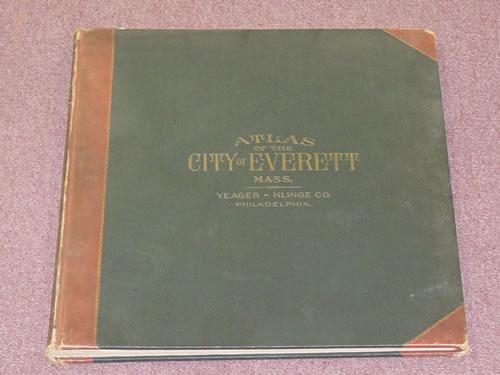 ATLAS
OF THE
CITY OF EVERETT
MASS.
YEAGER - KLINGE CO.
PHILADELPHIA.